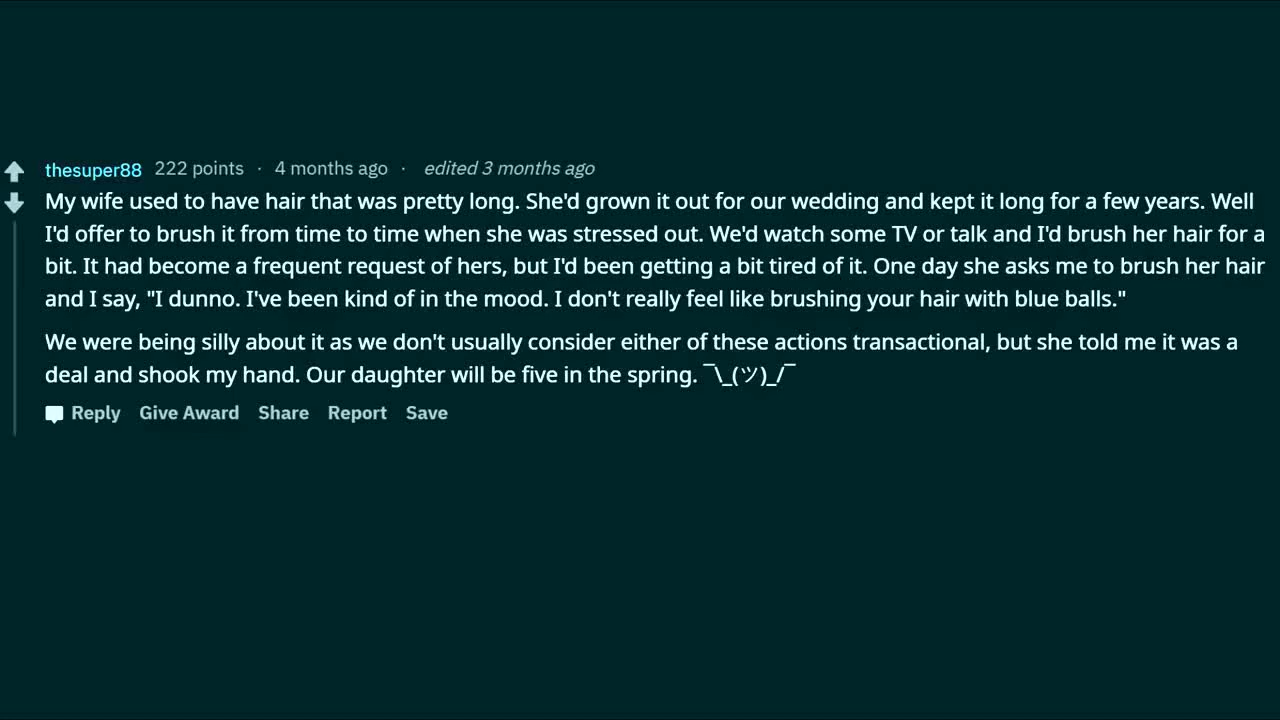 thesuper88 222 points · 4 months ago · edited 3 months ago
My wife used to have hair that was pretty long. She'd grown it out for our wedding and kept it long for a few years. Well
I'd offer to brush it from time to time when she was stressed out. We'd watch some TV or talk and I'd brush her hair for a
bit. It had become a frequent request of hers, but I'd been getting a bit tired of it. One day she asks me to brush her hair
and I say, "I dunno. I've been kind of in the mood. I don't really feel like brushing your hair with blue balls."
We were being silly about it as we don't usually consider either of these actions transactional, but she told me it was a
deal and shook my hand. Our daughter will be five in the spring. ¯\_(ツ)_/¯
Reply Give Award Share Report Save